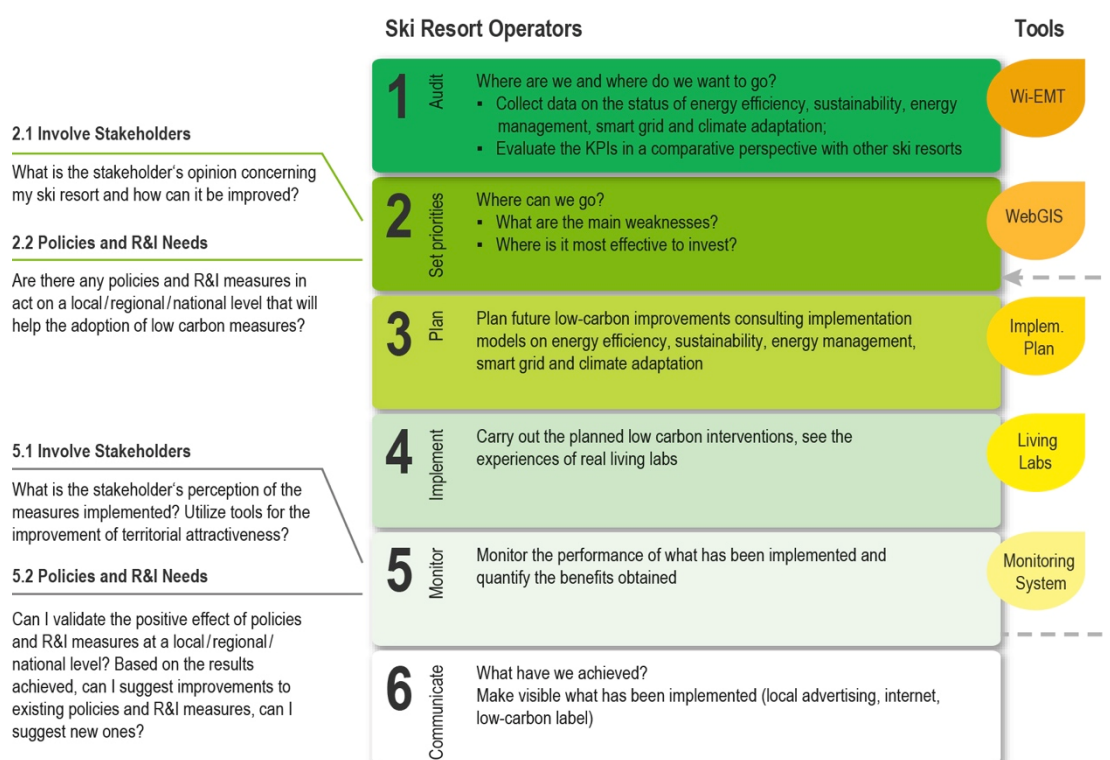 Ski Resort Operators
Tools
2.1 Involve Stakeholders
What is the stakeholder‘s opinion concerning
my ski resort and how can it be improved?
2.2 Policies and R&I Needs
Are there any policies and R&I measures in
act on a local/regional/national level that will
help the adoption of low carbon measures?
5.1 Involve Stakeholders
What is the stakeholder‘s perception of the
measures implemented? Utilize tools for the
improvement of territorial attractiveness?
5.2 Policies and R&I Needs
Can I validate the positive effect of policies
and R&I measures at a local/regional/
national level? Based on the results
achieved, can I suggest improvements to
existing policies and R&I measures, can I
suggest new ones?
1
Audit
Where are we and where do we want to go?
▪ Collect data on the status of energy efficiency, sustainability, energy
management, smart grid and climate adaptation;
▪ Evaluate the KPIs in a comparative perspective with other ski resorts
Wi-EMT
2
Set priorities
Where can we go?
▪ What are the main weaknesses?
▪ Where is it most effective to invest?
WebGIS
3
Plan
Plan future low-carbon improvements consulting implementation
models on energy efficiency, sustainability, energy management,
smart grid and climate adaptation
Implem.
Plan
4
Implement
Carry out the planned low carbon interventions, see the
experiences of real living labs
Living
Labs
5
Monitor
Monitor the performance of what has been implemented and
quantify the benefits obtained
Monitoring
System
6
Communicate
What have we achieved?
Make visible what has been implemented (local advertising, internet,
low-carbon label)